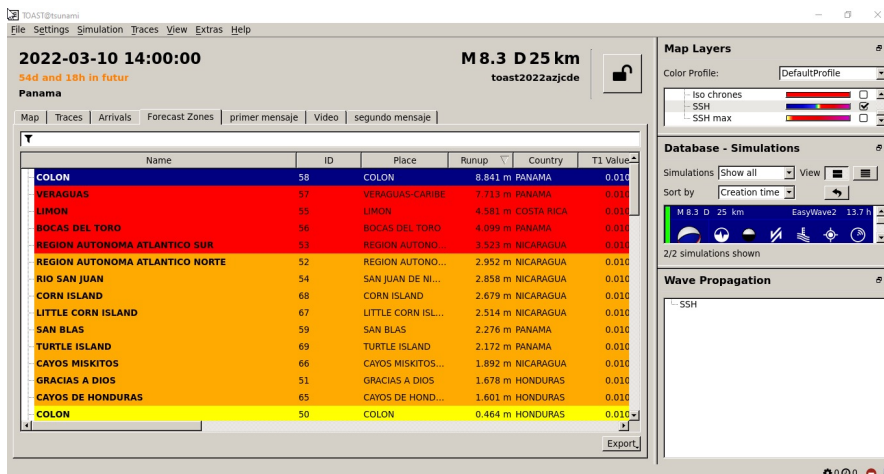 TOAST@tsunami
File Settings Simulation Traces View Extras Help
2022-03-10 14:00:00
M 8.3 D 25 km
54d and 18h in futur
toast2022azjcde
Panama
Map Traces Arrivals Forecast Zones primer mensaje Video segundo mensaje
Name ID Place Runup Country T1 Value
COLON 58 COLON 8.841 m PANAMA 0.010
VERAGUAS 57 VERAGUAS-CARIBE 7.713 m PANAMA 0.010
LIMON 55 LIMON 4.581 m COSTA RICA 0.010
BOCAS DEL TORO 56 BOCAS DEL TORO 4.099 m PANAMA 0.010
REGION AUTONOMA ATLANTICO SUR 53 REGION AUTONO... 3.523 m NICARAGUA 0.010
REGION AUTONOMA ATLANTICO NORTE 52 REGION AUTONO... 2.952 m NICARAGUA 0.010
RIO SAN JUAN 54 SAN JUAN DE NI... 2.858 m NICARAGUA 0.010
CORN ISLAND 68 CORN ISLAND 2.679 m NICARAGUA 0.010
LITTLE CORN ISLAND 67 LITTLE CORN ISL... 2.514 m NICARAGUA 0.010
SAN BLAS 59 SAN BLAS 2.276 m PANAMA 0.010
TURTLE ISLAND 69 TURTLE ISLAND 2.172 m PANAMA 0.010
CAYOS MISKITOS 66 CAYOS MISKITOS... 1.892 m NICARAGUA 0.010
GRACIAS A DIOS 51 GRACIAS A DIOS 1.678 m HONDURAS 0.010
CAYOS DE HONDURAS 65 CAYOS DE HOND... 1.601 m HONDURAS 0.010
COLON 50 COLON 0.464 m HONDURAS 0.010
Export
Map Layers
Color Profile: DefaultProfile
Iso chrones
SSH
SSH max
Database - Simulations
Simulations Show all View
Sort by Creation time
M 8.3 D 25 km EasyWave2 13.7 h
2/2 simulations shown
Wave Propagation
SSH
0 0